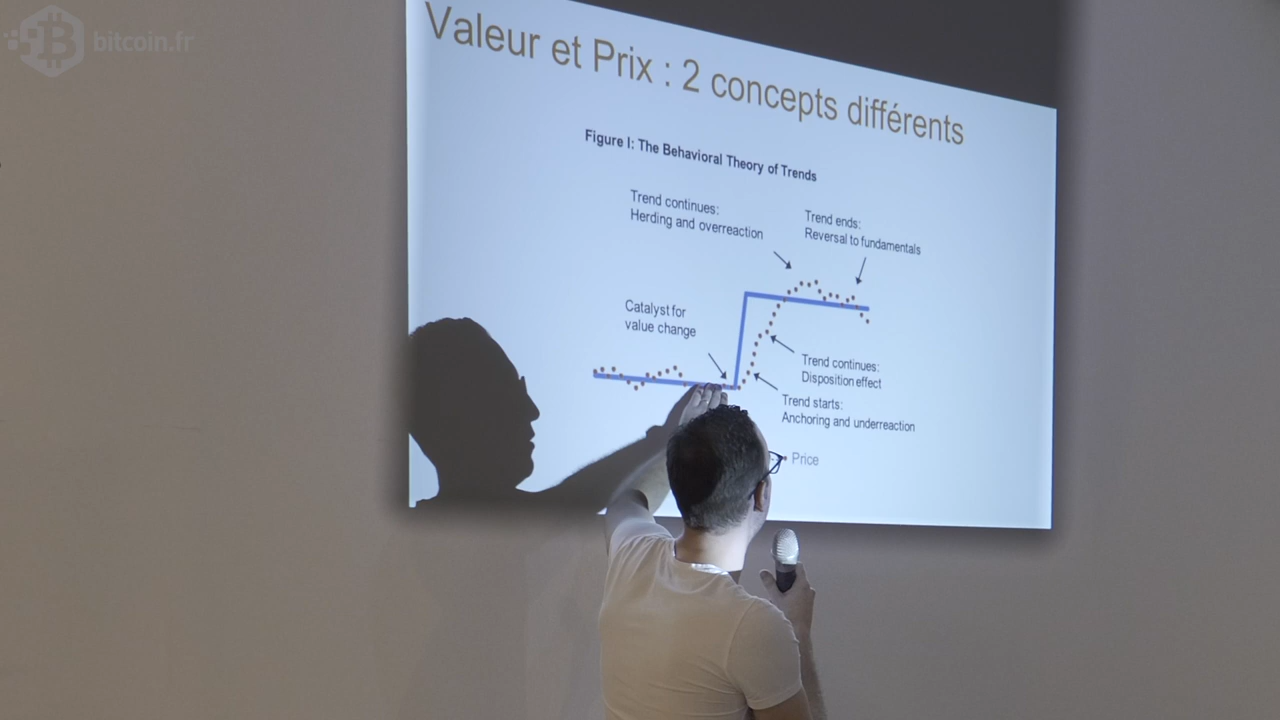 bitcoin.fr
Valeur et Prix : 2 concepts différents
Figure I: The Behavioral Theory of Trends
Trend continues:
Herding and overreaction
Trend ends:
Reversal to fundamentals
Catalyst for
value change
Trend continues:
Disposition effect
Trend starts:
Anchoring and underreaction
Price